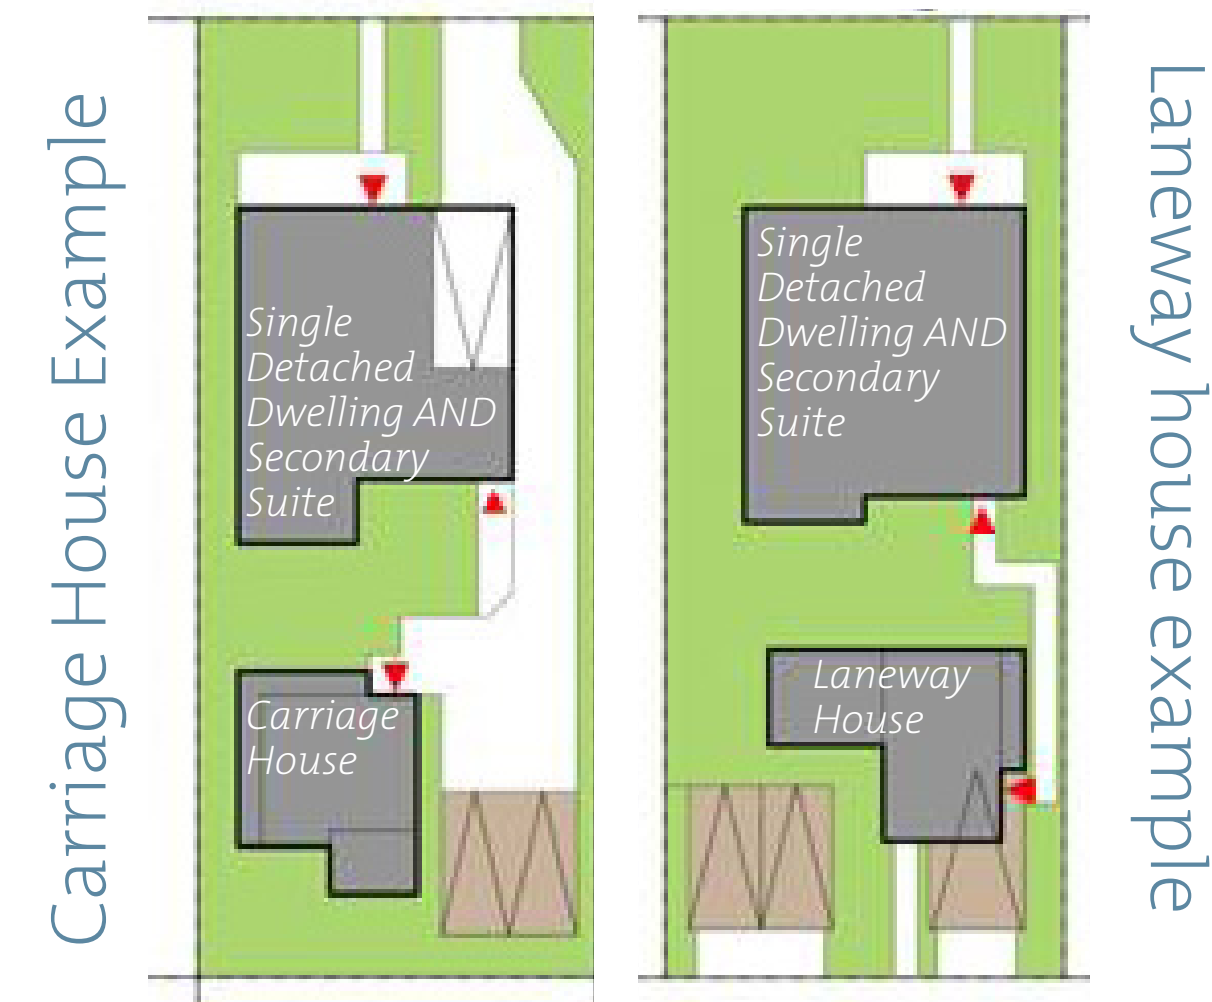 Carriage House Example
Single
Detached
Dwelling AND
Secondary
Suite
Carriage
House
Single
Detached
Dwelling AND
Secondary
Suite
Laneway
House
Laneway house example